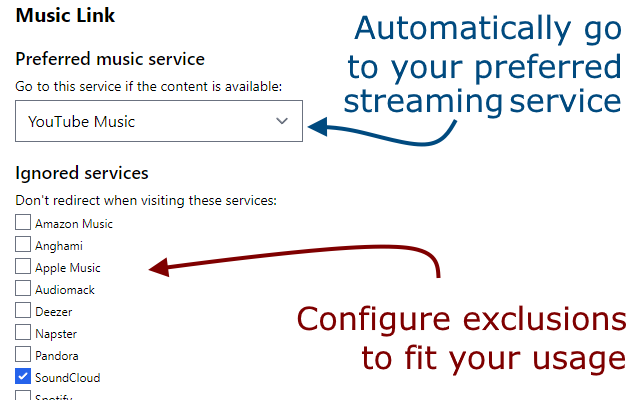 Music Link
Automatically go
to your preferred
streaming service
Preferred music service
Go to this service if the content is available:
YouTube Music
Ignored services
Don't redirect when visiting these services:
Amazon Music
Anghami
Apple Music
Audiomack
Deezer
Napster
Pandora
SoundCloud
Spotify
Configure exclusions
to fit your usage